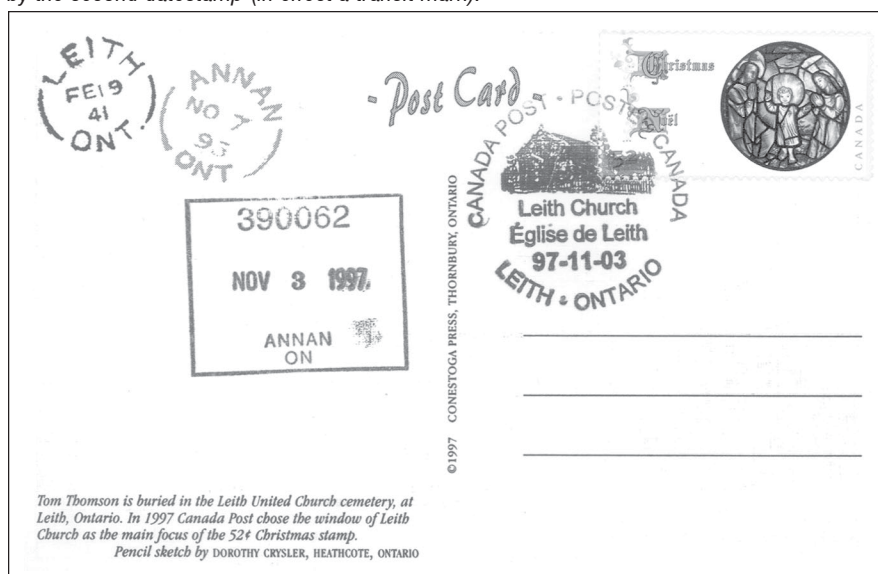 by the second datestamp (in effect a transit mark).
LEITH
FE19
41
ONT.
ANNAN
NO 7
95
ONT
- Post Card -
Christmas
Noël
CANADA
CANADA POST • POSTES CANADA
Leith Church
Église de Leith
97-11-03
LEITH • ONTARIO
390062
NOV 3 1997
ANNAN
ON
©1997 CONESTOGA PRESS, THORNBURY, ONTARIO
Tom Thomson is buried in the Leith United Church cemetery, at
Leith, Ontario. In 1997 Canada Post chose the window of Leith
Church as the main focus of the 52¢ Christmas stamp.
Pencil sketch by DOROTHY CRYSLER, HEATHCOTE, ONTARIO